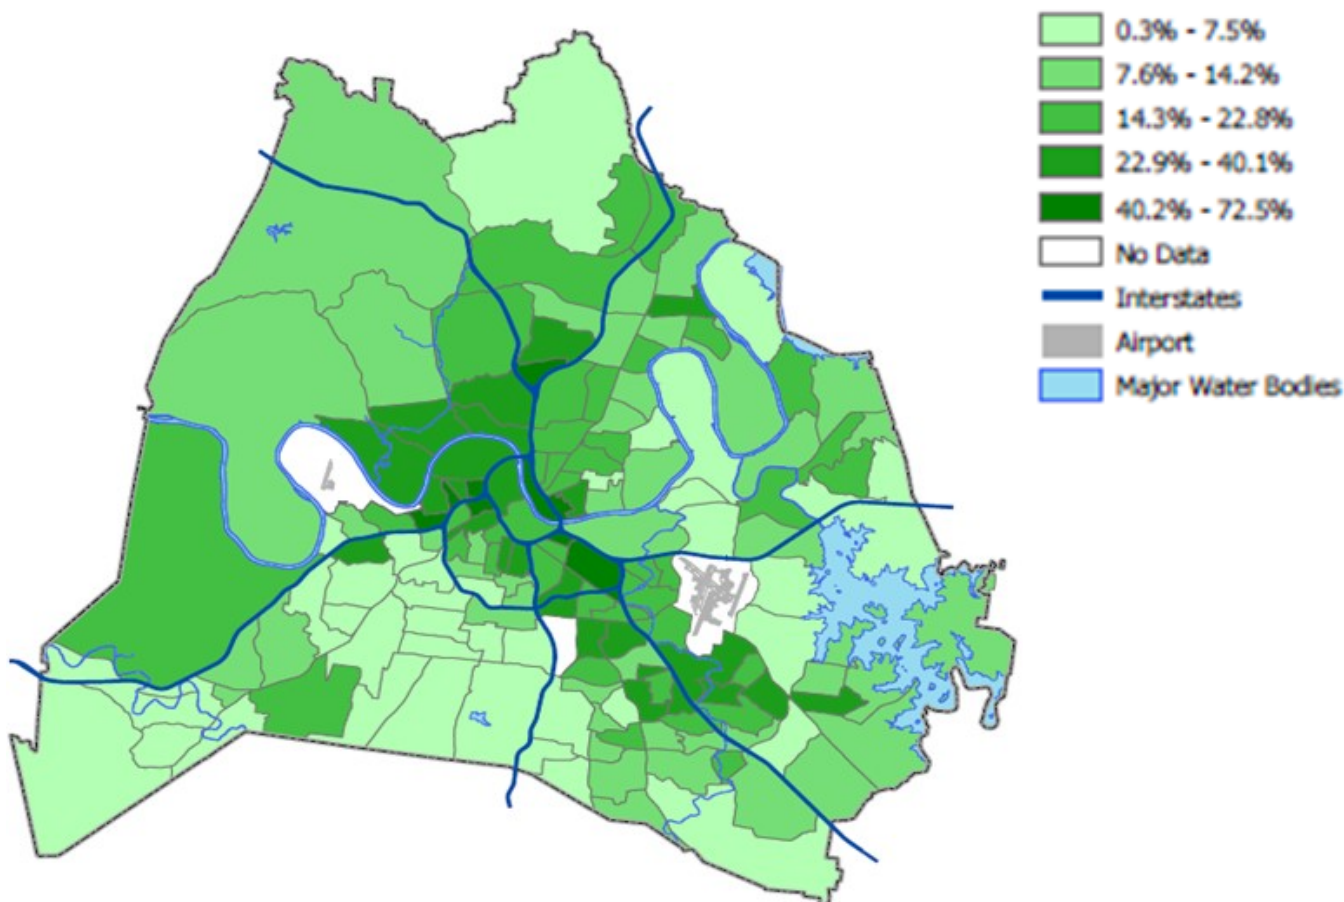 0.3% - 7.5%
7.6% - 14.2%
14.3% - 22.8%
22.9% - 40.1%
40.2% - 72.5%
No Data
Interstates
Airport
Major Water Bodies